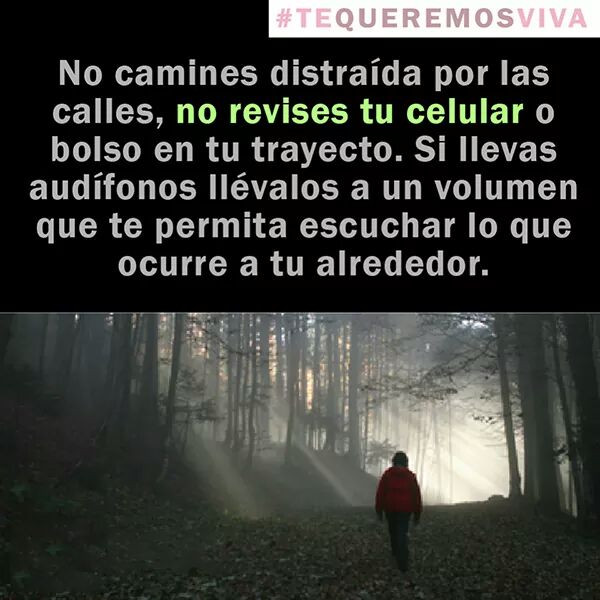 #TEQUEREMOSVIVA
No camines distraída por las
calles, no revises tu celular o
bolso en tu trayecto. Si llevas
audífonos llévalos a un volumen
que te permita escuchar lo que
ocurre a tu alrededor.